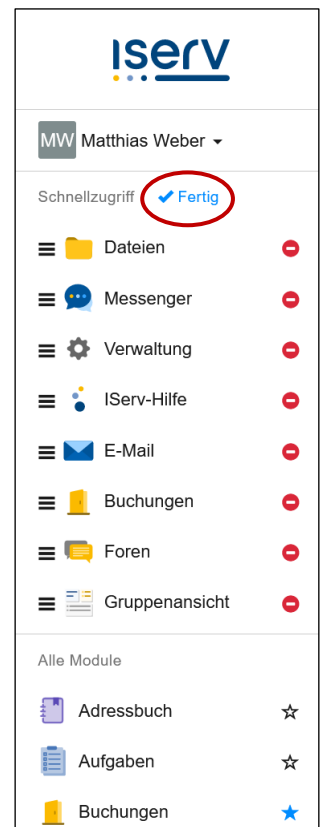 Iserv
MW Matthias Weber
Schnellzugriff Fertig
Dateien
Messenger
Verwaltung
IServ-Hilfe
E-Mail
Buchungen
Foren
Gruppenansicht
Alle Module
Adressbuch
Aufgaben
Buchungen